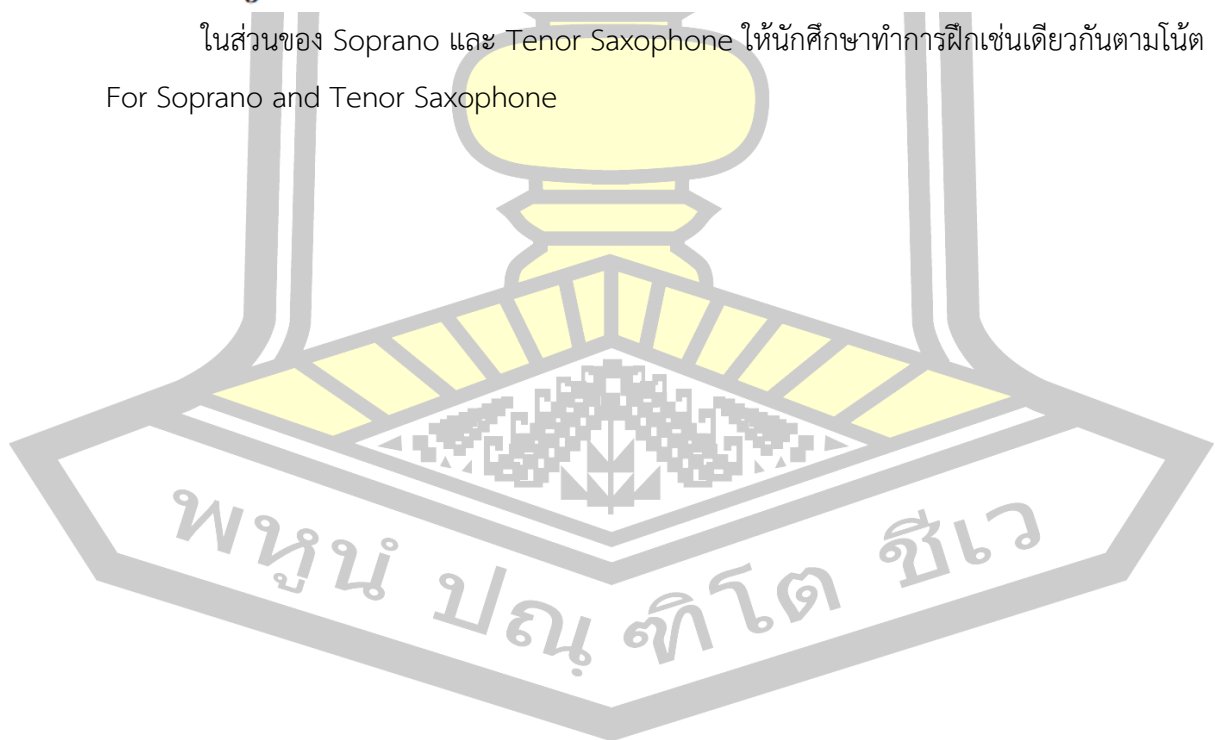 ในส่วนของ Soprano และ Tenor Saxophone ให้นักศึกษาทำการฝึกเช่นเดียวกันตามโน้ต
For Soprano and Tenor Saxophone
พหูนํ ปณฺฑิโต ชีเว